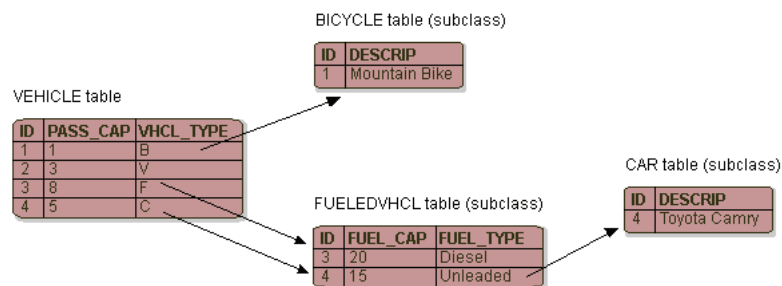 BICYCLE table (subclass)
ID DESCRIP
1 Mountain Bike
VEHICLE table
ID PASS_CAP VHCL_TYPE
1 1 B
2 3 V
3 8 F
4 5 C
FUELEDVHCL table (subclass)
ID FUEL_CAP FUEL_TYPE
3 20 Diesel
4 15 Unleaded
CAR table (subclass)
ID DESCRIP
4 Toyota Camry